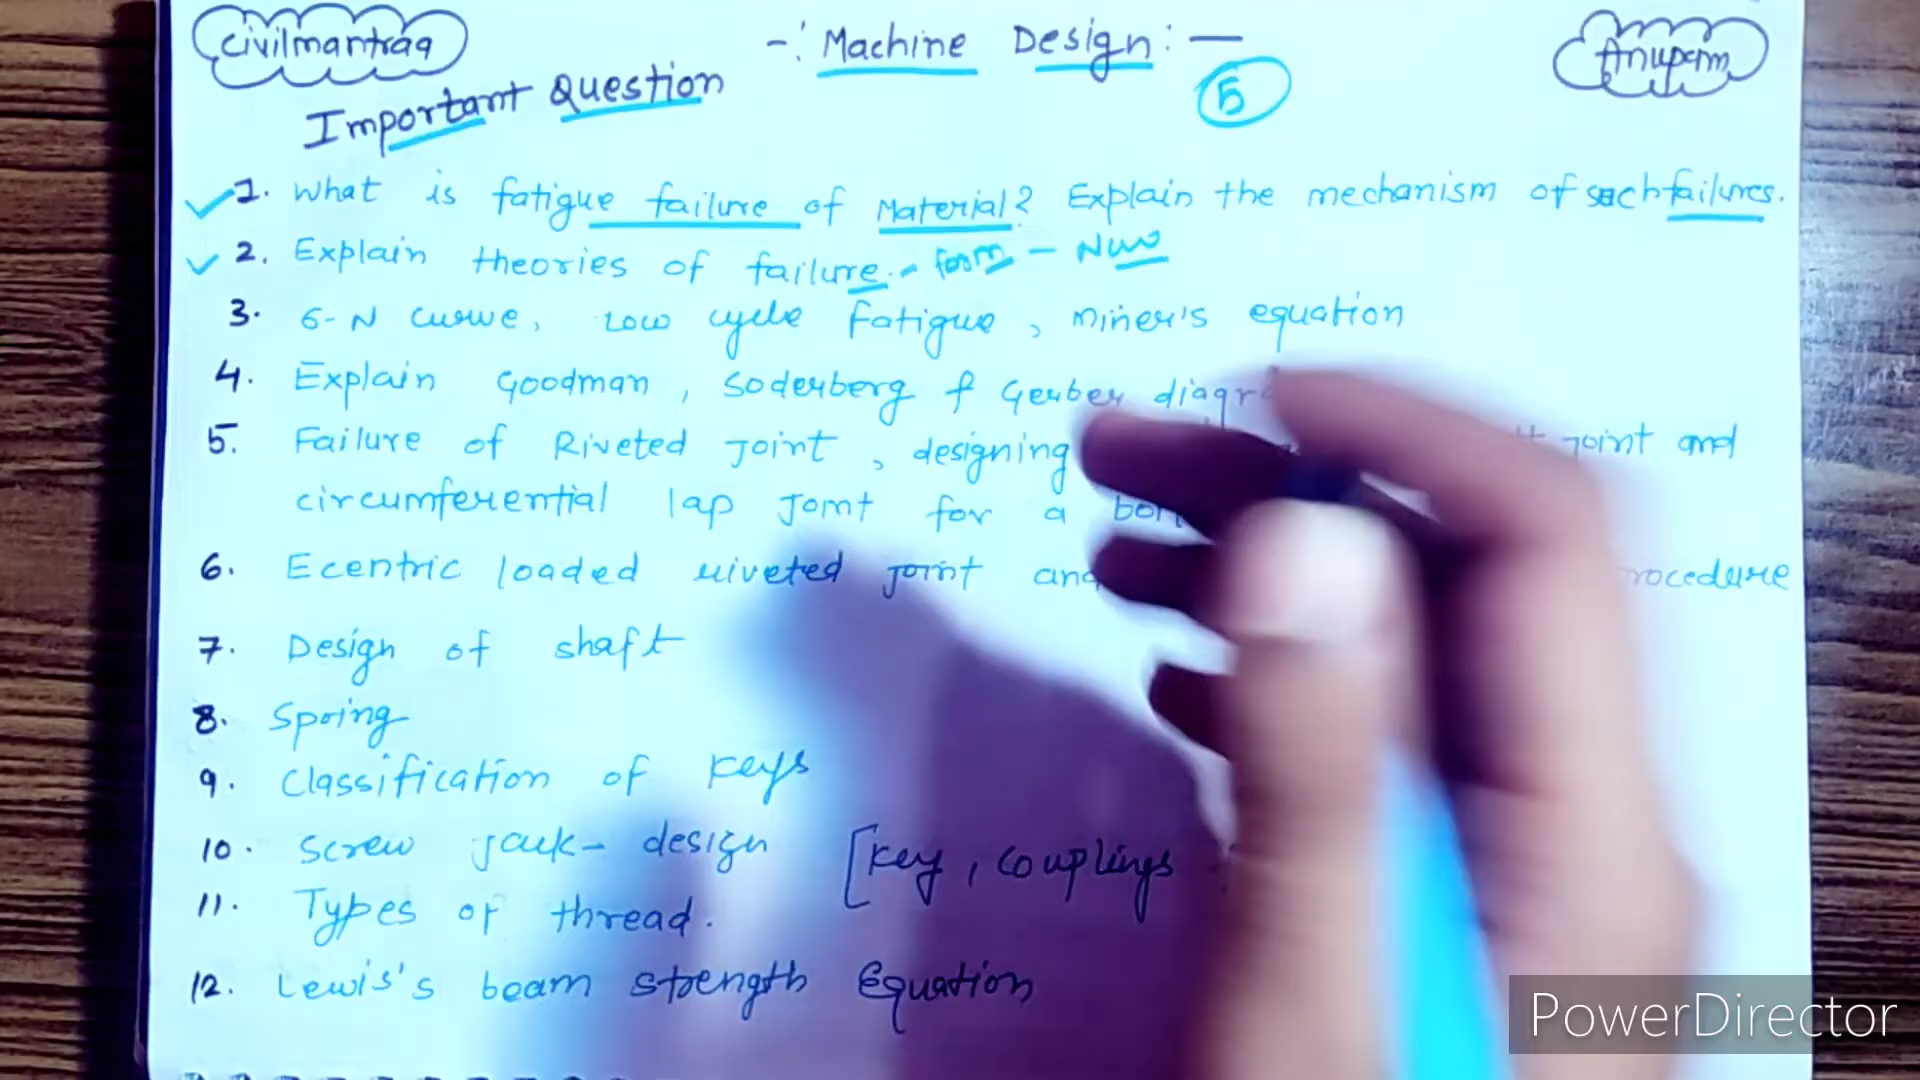 civilmantraa
-: Machine Design :-
Anupam
Important Question
5
1. What is fatigue failure of Material? Explain the mechanism of such failures.
2. Explain theories of failure. - form - Num
3. σ-N curve, Low cycle fatigue, miner's equation
4. Explain Goodman, Soderberg & Gerber
5. Failure of Riveted Joint, designing joint and
circumferential lap Joint for a
6. Ecentric loaded riveted joint
7. Design of shaft
8. Spring
9. Classification of keys
10. Screw Jack- design [key, couplings
11. Types of thread.
12. Lewis's beam strength Equation
PowerDirector